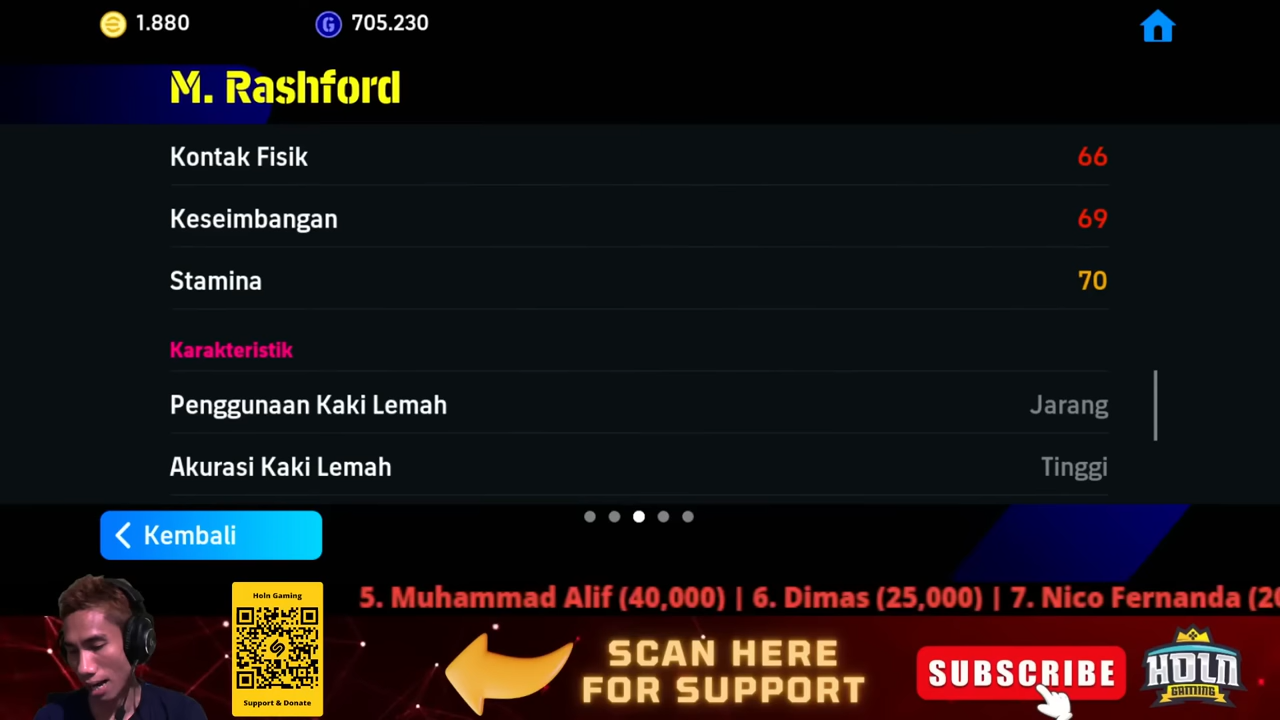 1.880
G 705.230
M. Rashford
Kontak Fisik 66
Keseimbangan 69
Stamina 70
Karakteristik
Penggunaan Kaki Lemah Jarang
Akurasi Kaki Lemah Tinggi
Kembali
Holn Gaming
Support & Donate
5. Muhammad Alif (40,000) | 6. Dimas (25,000) | 7. Nico Fernanda (20
SCAN HERE
FOR SUPPORT
SUBSCRIBE
HOLN
GAMING